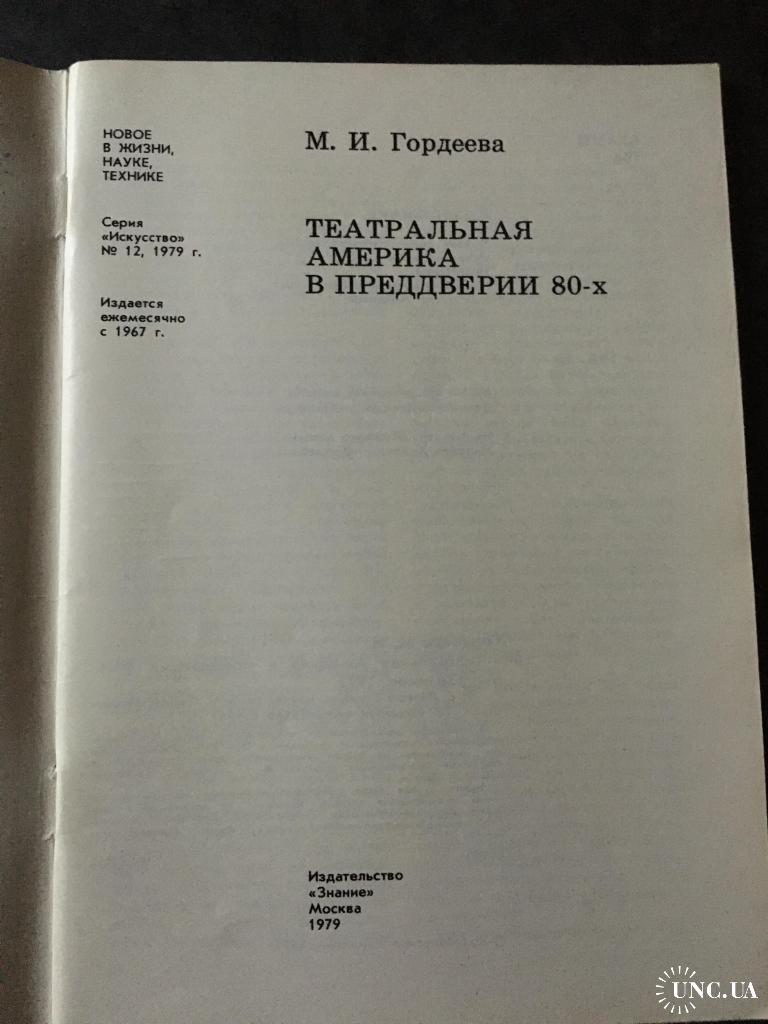 НОВОЕ
В ЖИЗНИ,
НАУКЕ,
ТЕХНИКЕ
Серия
«Искусство»
№ 12, 1979 г.
Издается
ежемесячно
с 1967 г.
М. И. Гордеева
ТЕАТРАЛЬНАЯ
АМЕРИКА
В ПРЕДДВЕРИИ 80-х
Издательство
«Знание»
Москва
1979
UNC.UA